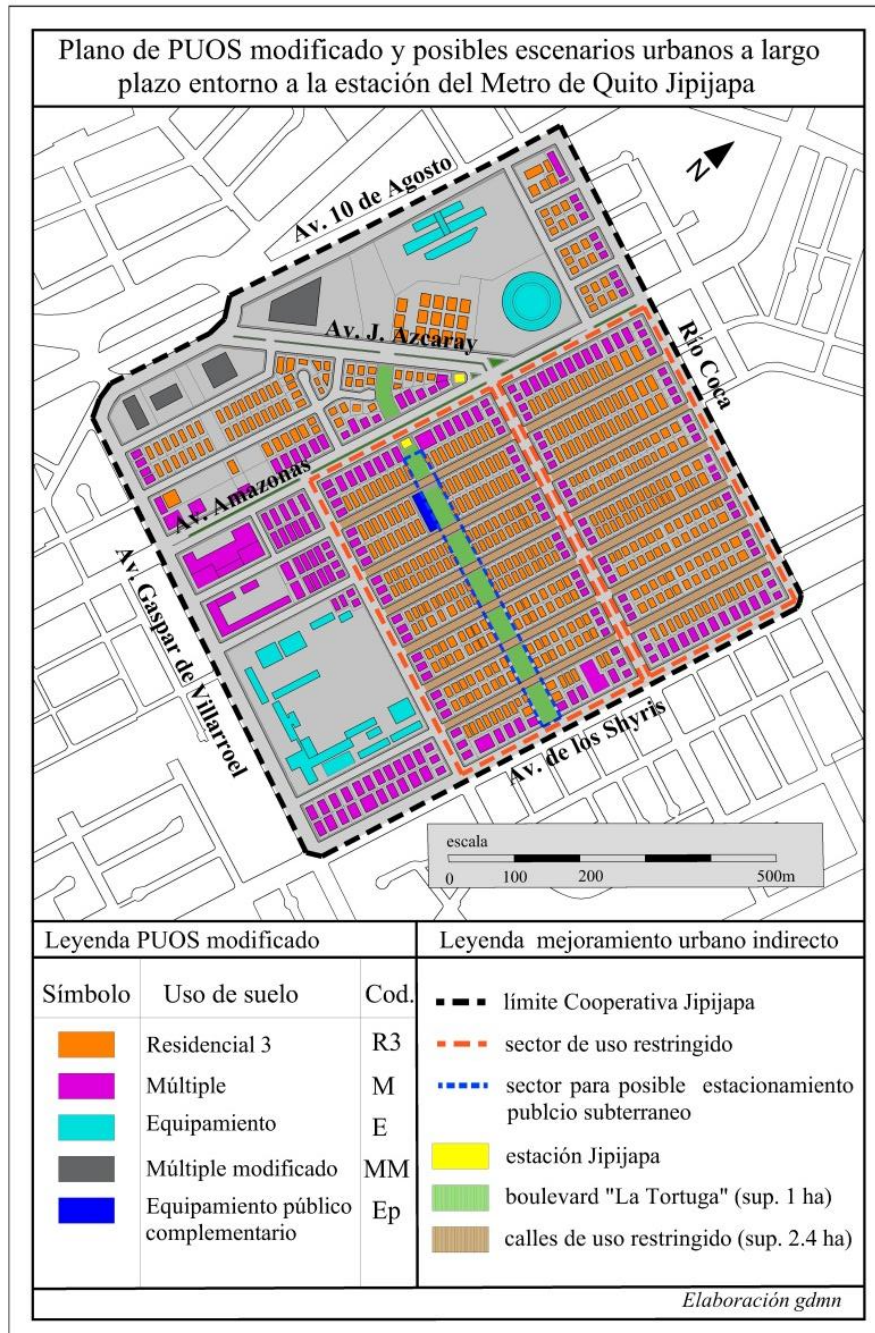 Plano de PUOS modificado y posibles escenarios urbanos a largo
plazo entorno a la estación del Metro de Quito Jipijapa
N
Av. 10 de Agosto
Av. J. Azcaray
Río Coca
Av. Amazonas
Av. Gaspar de Villarroel
Av. de los Shyris
escala
0 100 200 500m
Leyenda PUOS modificado
Símbolo Uso de suelo Cod.
Residencial 3 R3
Múltiple M
Equipamiento E
Múltiple modificado MM
Equipamiento público Ep
complementario
Leyenda mejoramiento urbano indirecto
límite Cooperativa Jipijapa
sector de uso restringido
sector para posible estacionamiento
publcio subterraneo
estación Jipijapa
boulevard "La Tortuga" (sup. 1 ha)
calles de uso restringido (sup. 2.4 ha)
Elaboración gdmn